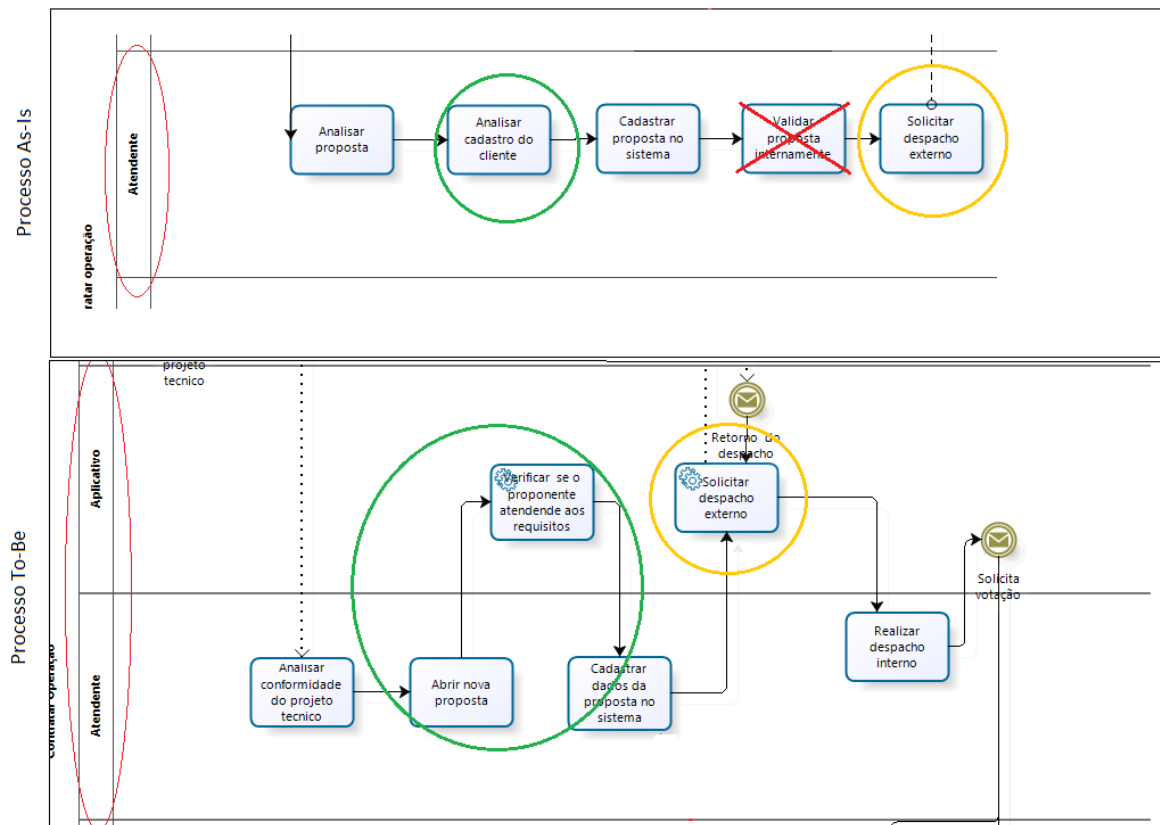 Processo As-Is
ratar operação
Atendente
Analisar
proposta
Analisar
cadastro do
cliente
Cadastrar
proposta no
sistema
Validar
proposta
internamente
Solicitar
despacho
externo
Processo To-Be
Contratar Operação
Aplicativo
Atendente
projeto
tecnico
Retorno do
despacho
Verificar se o
proponente
atendende aos
requisitos
Solicitar
despacho
externo
Solicita
votação
Analisar
conformidade
do projeto
tecnico
Abrir nova
proposta
Cadastrar
dados da
proposta no
sistema
Realizar
despacho
interno